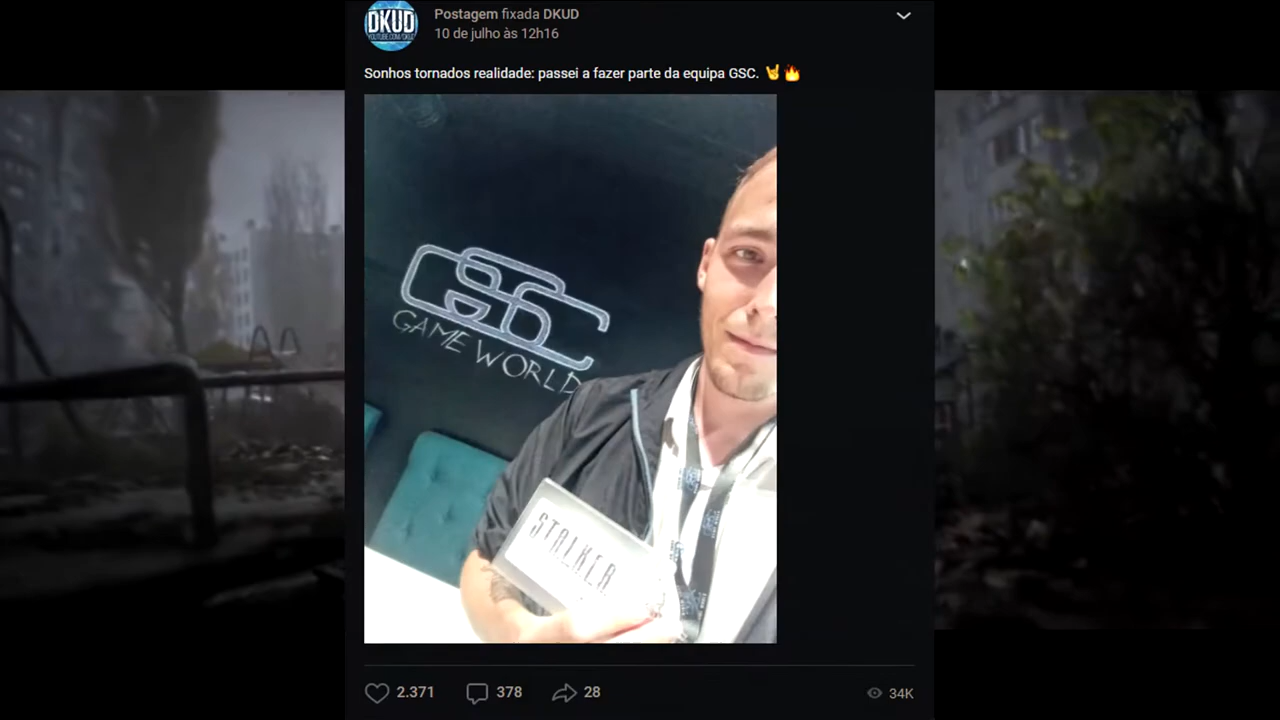 DKUD
Postagem fixada DKUD
10 de julho às 12h16
Sonhos tornados realidade: passei a fazer parte da equipa GSC. 🤘🔥
GSC
GAME WORLD
STALKER
2.371
378
28
34K